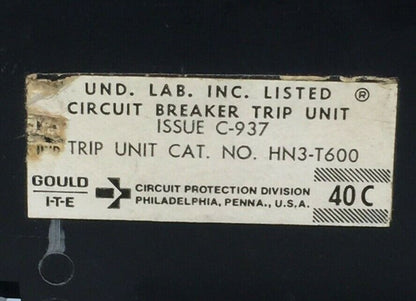 UND. LAB. INC. LISTED ®
CIRCUIT BREAKER TRIP UNIT
ISSUE C-937
TRIP UNIT CAT. NO. HN3-T600
GOULD
I-T-E
CIRCUIT PROTECTION DIVISION
PHILADELPHIA, PENNA., U.S.A.
40 C